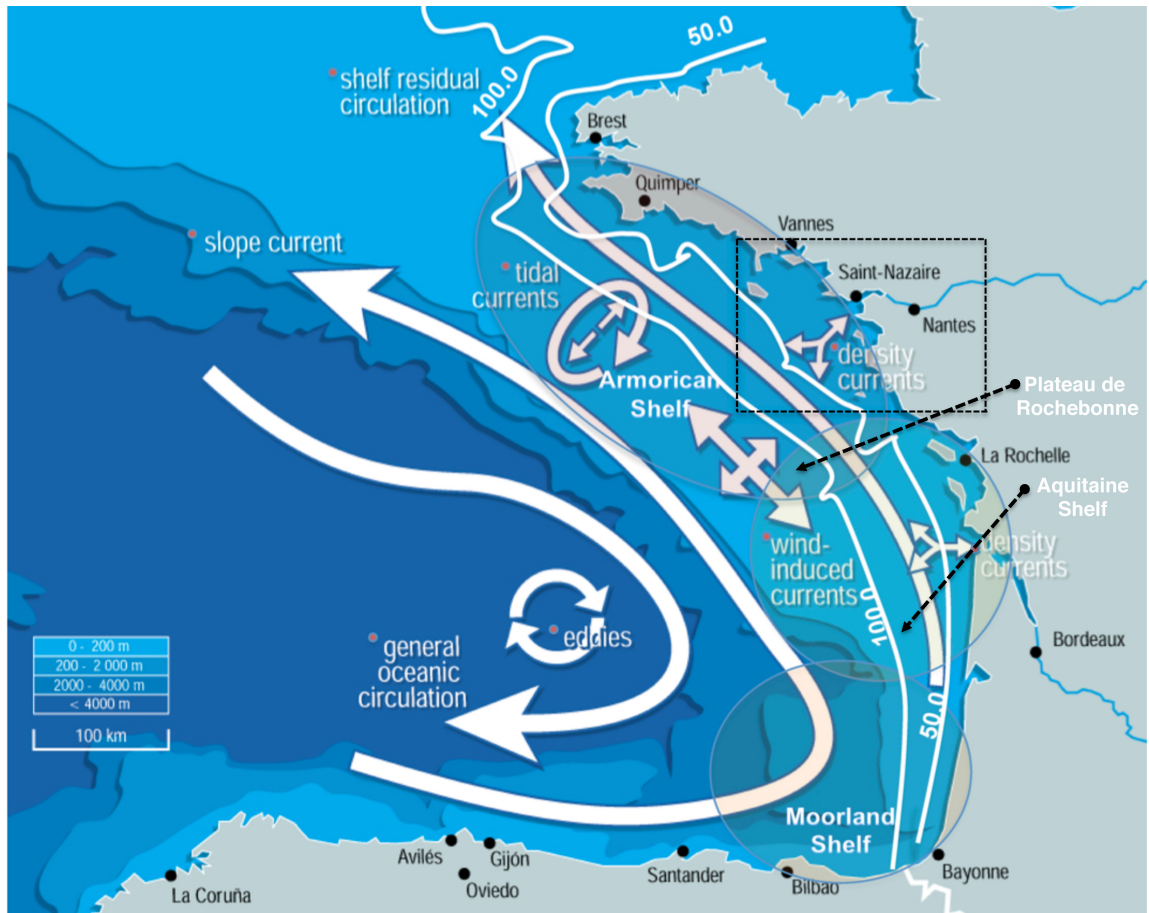 50.0
shelf residual
circulation
100.0
Brest
Quimper
Vannes
slope current
tidal
currents
Saint-Nazaire
Nantes
density
currents
Armorican
Shelf
Plateau de
Rochebonne
La Rochelle
Aquitaine
Shelf
wind-
induced
currents
density
currents
100.0
eddies
general
oceanic
circulation
Bordeaux
0 - 200 m
200 - 2 000 m
2000 - 4000 m
< 4000 m
100 km
50.0
Moorland
Shelf
Avilés
Gijón
Oviedo
La Coruña
Santander
Bilbao
Bayonne